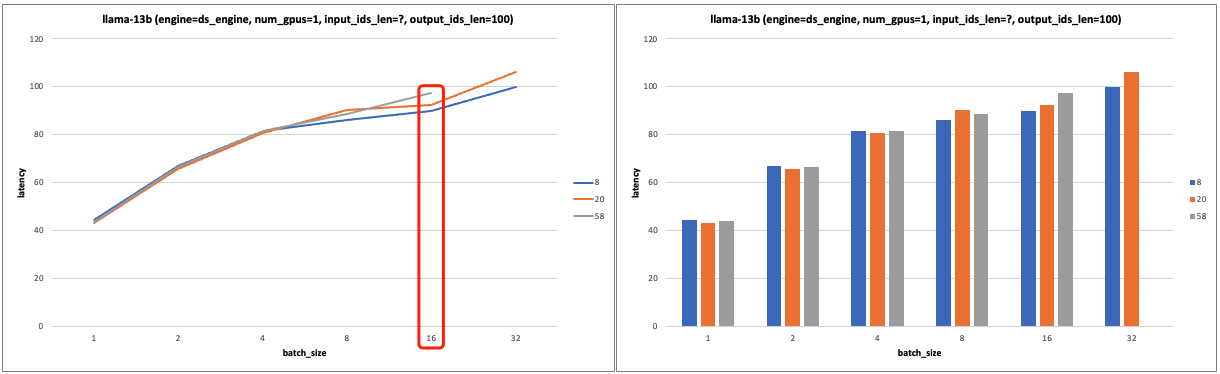 llama-13b (engine=ds_engine, num_gpus=1, input_ids_len=?, output_ids_len=100)
120
100
80
60
40
20
0
latency
1 2 4 8 16 32
batch_size
8
20
58
llama-13b (engine=ds_engine, num_gpus=1, input_ids_len=?, output_ids_len=100)
120
100
80
60
40
20
0
latency
1 2 4 8 16 32
batch_size
8
20
58